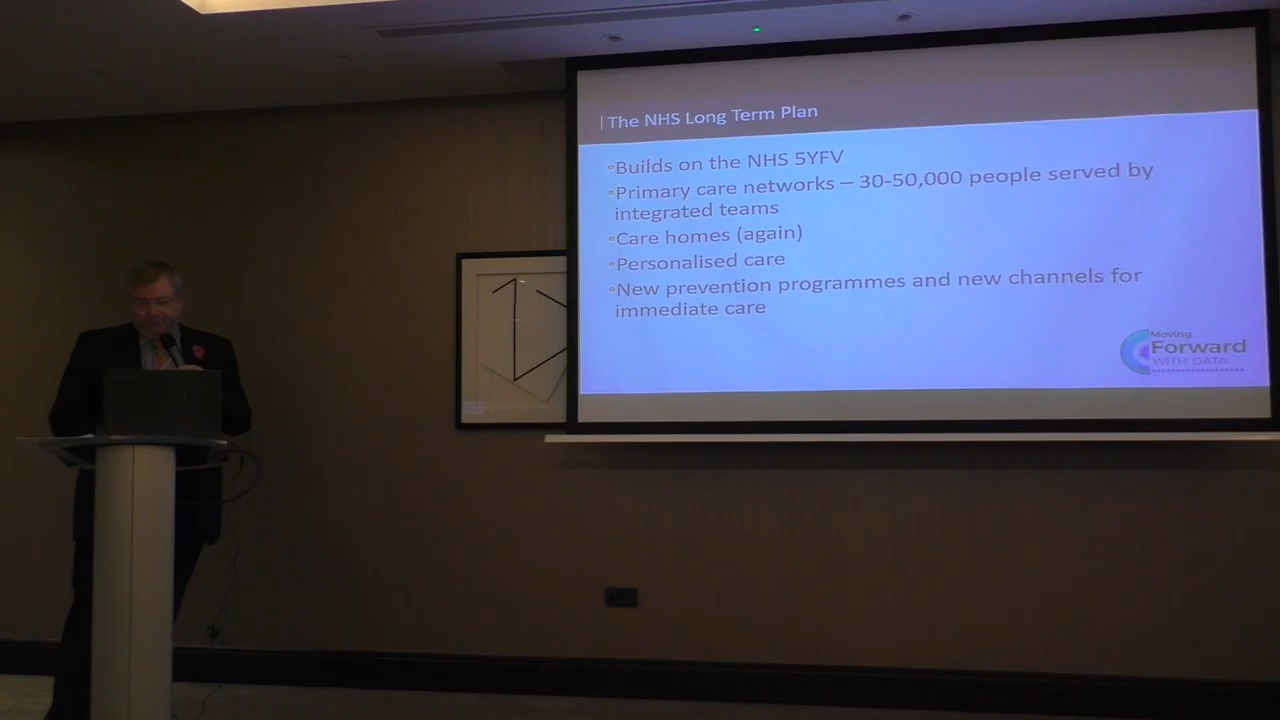 The NHS Long Term Plan
•Builds on the NHS 5YFV
•Primary care networks – 30-50,000 people served by
integrated teams
•Care homes (again)
•Personalised care
•New prevention programmes and new channels for
immediate care
Moving
Forward
WITH DATA